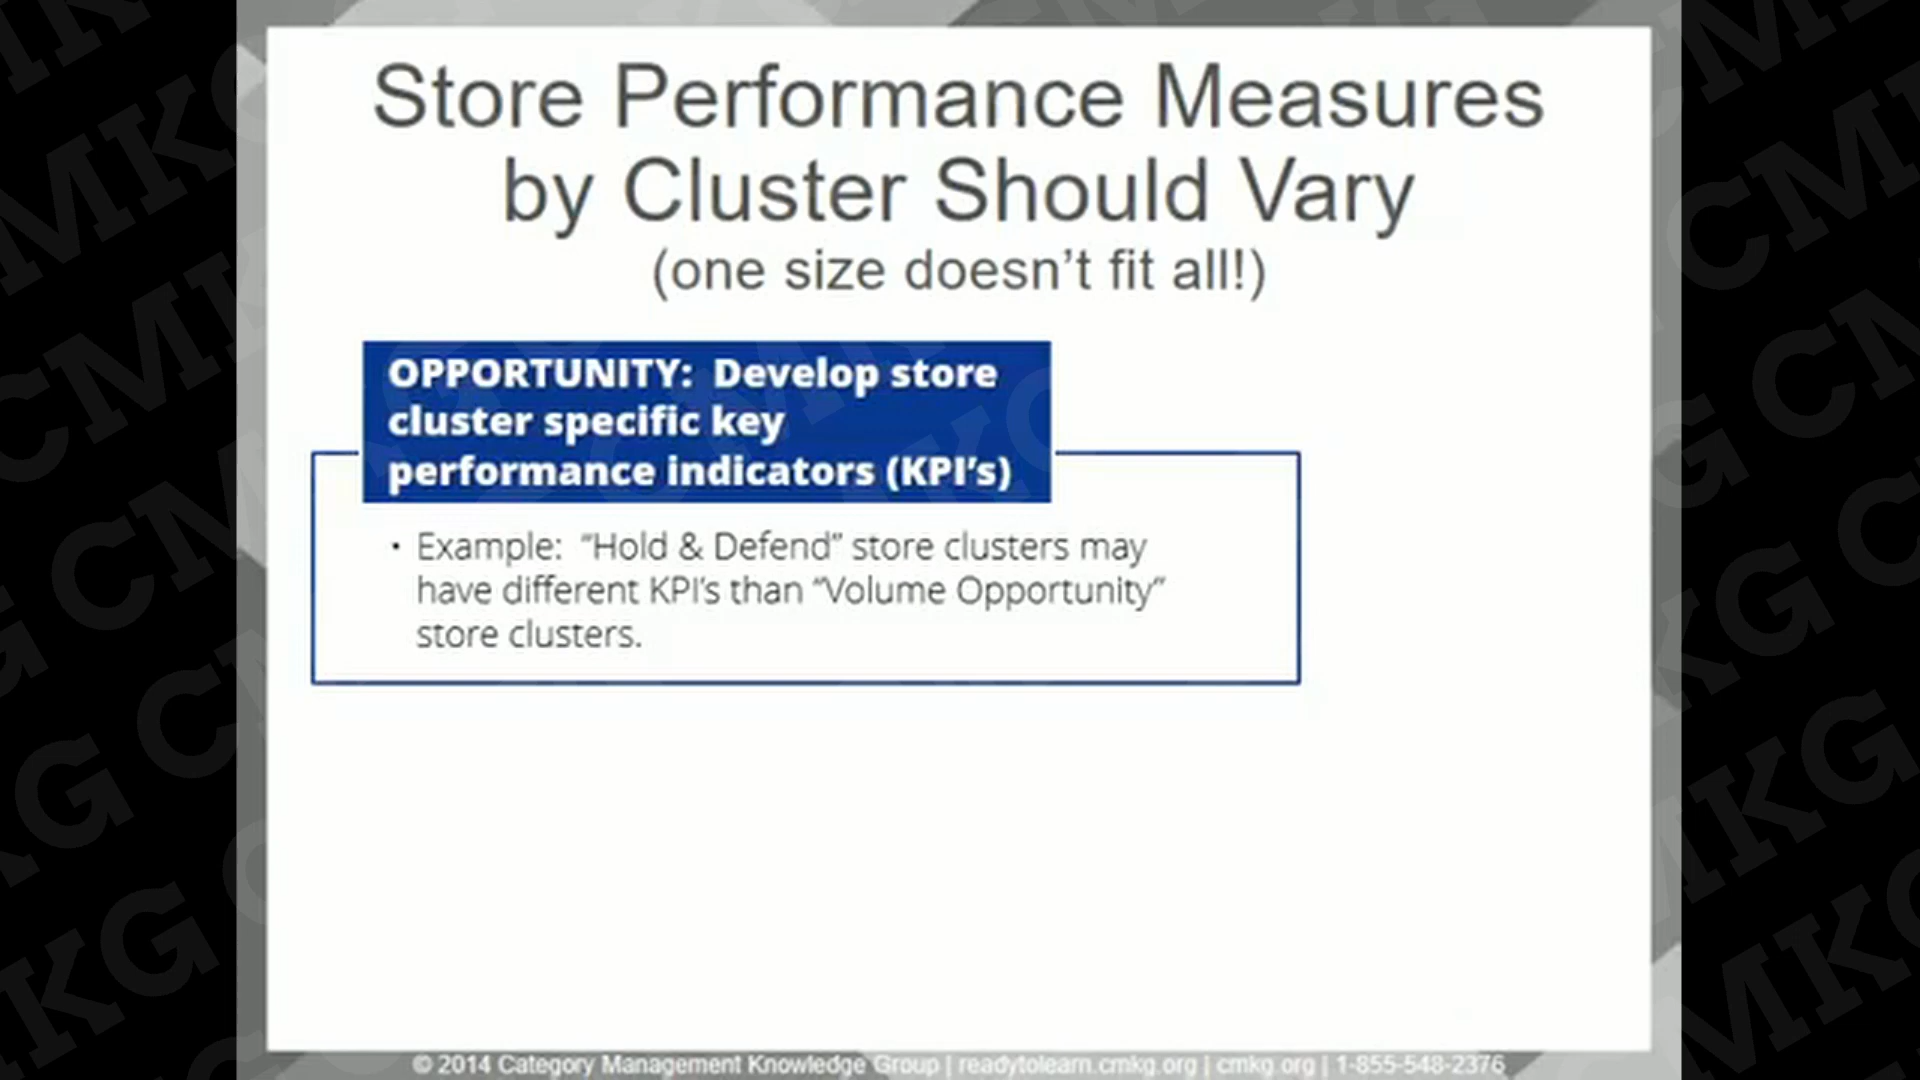 Store Performance Measures
by Cluster Should Vary
(one size doesn’t fit all!)
OPPORTUNITY:  Develop store
cluster specific key
performance indicators (KPI’s)
· Example:  “Hold & Defend” store clusters may
have different KPI’s than “Volume Opportunity”
store clusters.
© 2014 Category Management Knowledge Group | readytolearn.cmkg.org | cmkg.org | 1-855-548-2376